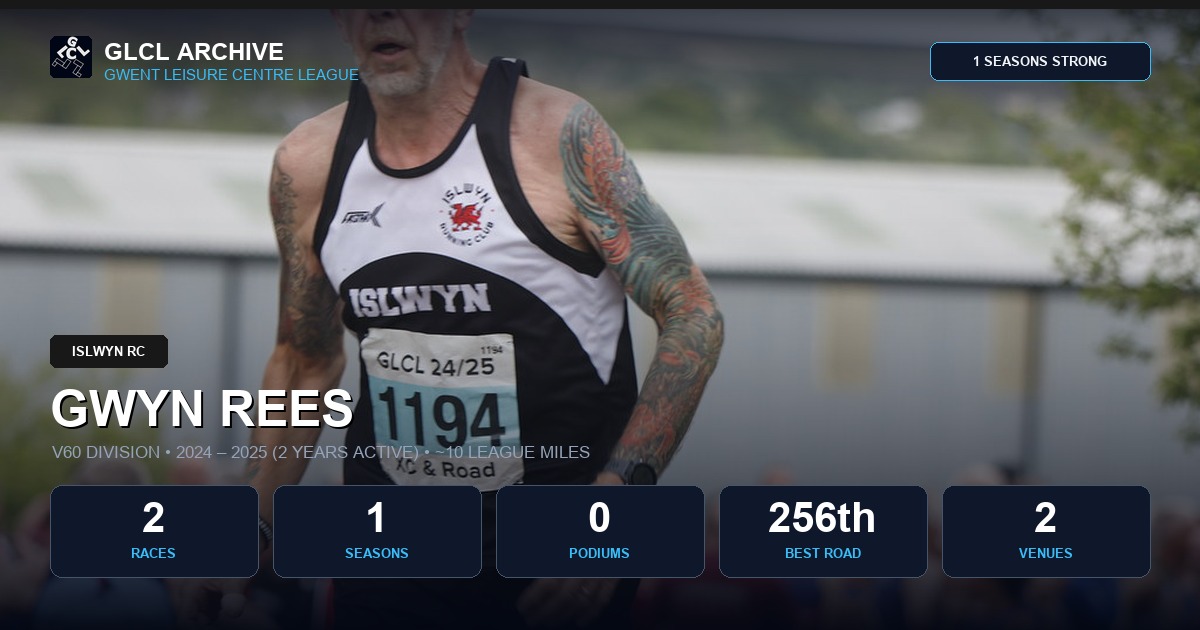 GLCL ARCHIVE
GWENT LEISURE CENTRE LEAGUE
1 SEASONS STRONG
ISLWYN
RUNNING CLUB
ISLWYN
1194
GLCL 24/25
1194
XC & Road
ISLWYN RC
GWYN REES
V60 DIVISION • 2024 – 2025 (2 YEARS ACTIVE) • ~10 LEAGUE MILES
2
RACES
1
SEASONS
0
PODIUMS
256th
BEST ROAD
2
VENUES